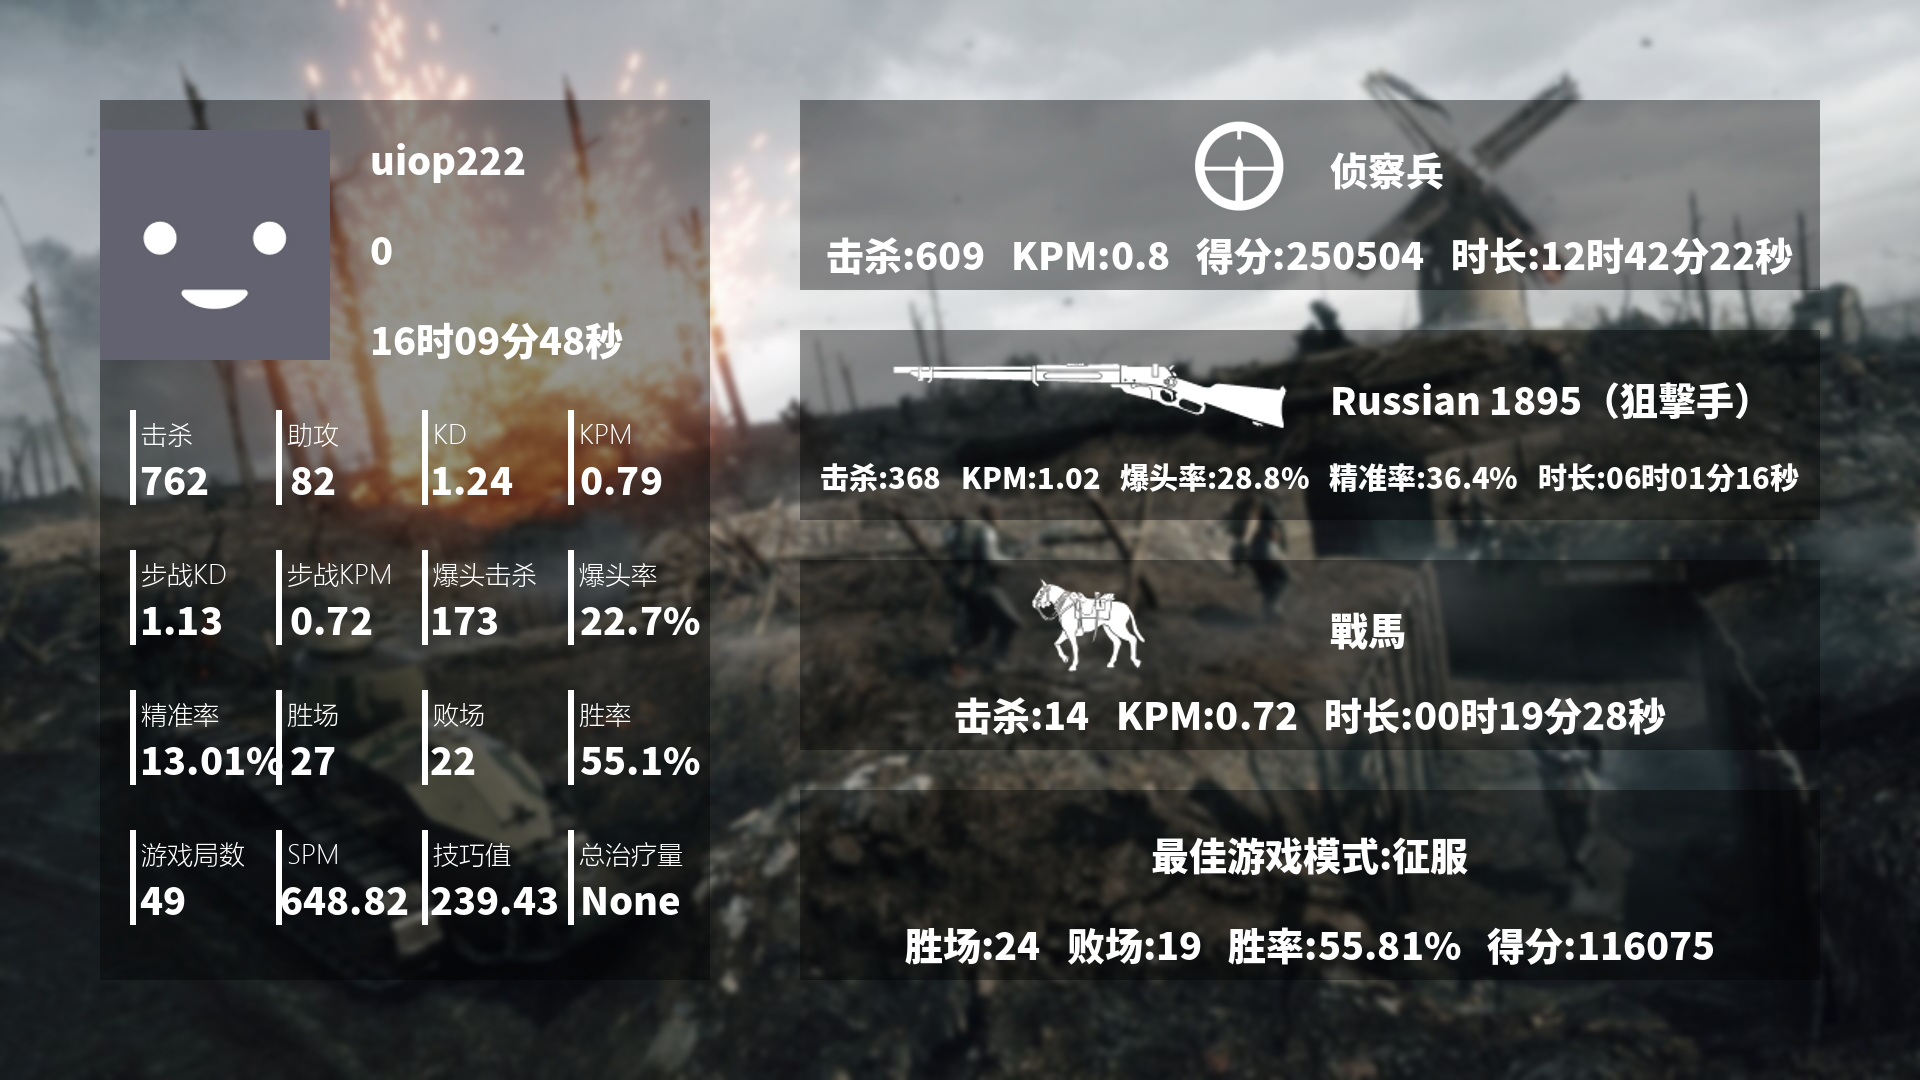 uiop222
0
16时09分48秒
击杀 助攻 KD KPM
762 82 1.24 0.79
步战KD 步战KPM 爆头击杀 爆头率
1.13 0.72 173 22.7%
精准率 胜场 败场 胜率
13.01% 27 22 55.1%
游戏局数 SPM 技巧值 总治疗量
49 648.82 239.43 None
侦察兵
击杀:609 KPM:0.8 得分:250504 时长:12时42分22秒
Russian 1895（狙擊手）
击杀:368 KPM:1.02 爆头率:28.8% 精准率:36.4% 时长:06时01分16秒
戰馬
击杀:14 KPM:0.72 时长:00时19分28秒
最佳游戏模式:征服
胜场:24 败场:19 胜率:55.81% 得分:116075